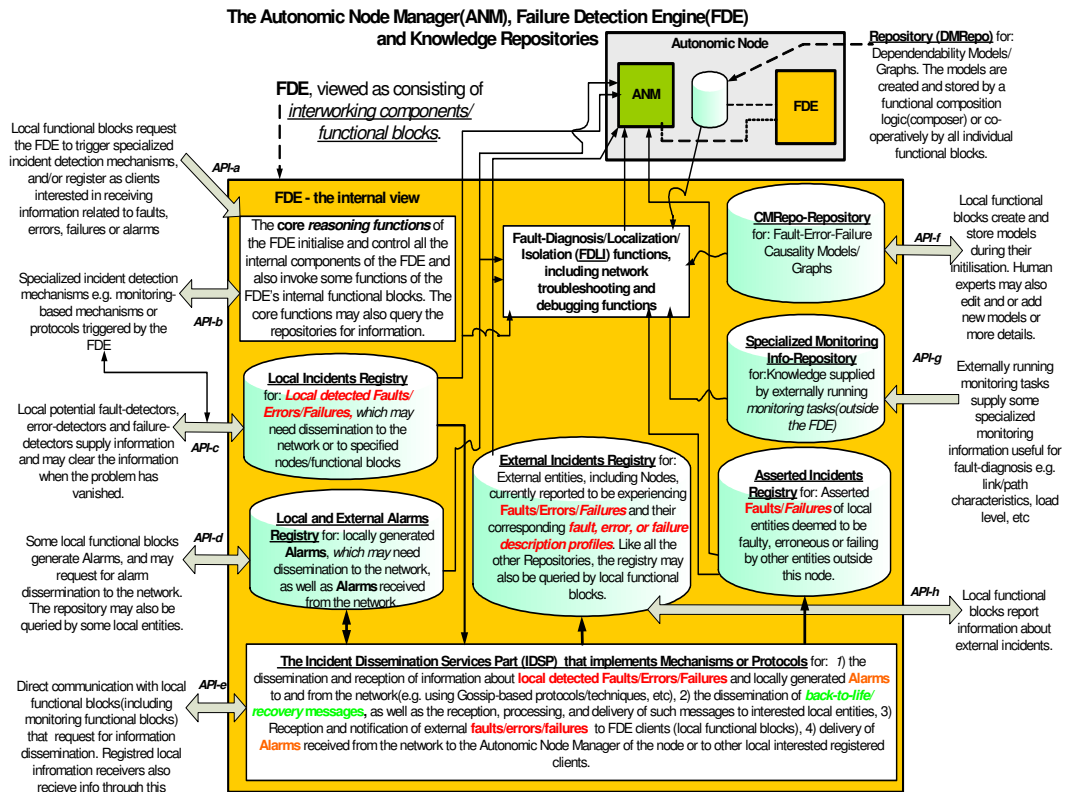 The Autonomic Node Manager(ANM), Failure Detection Engine(FDE)
and Knowledge Repositories
Autonomic Node
ANM
FDE
Repository (DMRepo) for:
Dependendability Models/
Graphs. The models are
created and stored by a
functional composition
logic(composer) or co-
operatively by all individual
functional blocks.
FDE, viewed as consisting of
interworking components/
functional blocks.
Local functional blocks request
the FDE to trigger specialized
incident detection mechanisms,
and/or register as clients
interested in receiving
information related to faults,
errors, failures or alarms
API-a
Specialized incident detection
mechanisms e.g. monitoring-
based mechanisms or
protocols triggered by the
FDE
API-b
Local potential fault-detectors,
error-detectors and failure-
detectors supply information
and may clear the information
when the problem has
vanished.
API-c
Some local functional blocks
generate Alarms, and may
request for alarm
dissemination to the network.
The repository may also be
queried by some local entities.
API-d
Direct communication with local
functional blocks(including
monitoring functional blocks)
that request for information
dissemination. Registred local
information receivers also
recieve info through this
API-e
FDE - the internal view
The core reasoning functions of
the FDE initialise and control all the
internal components of the FDE and
also invoke some functions of the
FDE's internal functional blocks. The
core functions may also query the
repositories for information.
Fault-Diagnosis/Localization/
Isolation (FDLI) functions,
including network
troubleshooting and
debugging functions
CMRepo-Repository
for: Fault-Error-Failure
Causality Models/
Graphs
Specialized Monitoring
Info-Repository
for:Knowledge supplied
by externally running
monitoring tasks(outside
the FDE)
Local Incidents Registry
for: Local detected Faults/
Errors/Failures, which may
need dissemination to the
network or to specified
nodes/functional blocks
Local and External Alarms
Registry for: locally generated
Alarms, which may need
dissemination to the network,
as well as Alarms received
from the network
External Incidents Registry for:
External entities, including Nodes,
currently reported to be experiencing
Faults/Errors/Failures and their
corresponding fault, error, or failure
description profiles. Like all the
other Repositories, the registry may
also be queried by local functional
blocks.
Asserted Incidents
Registry for: Asserted
Faults/Failures of local
entities deemed to be
faulty, erroneous or failing
by other entities outside
this node.
The Incident Dissemination Services Part (IDSP) that implements Mechanisms or Protocols for: 1) the
dissemination and reception of information about local detected Faults/Errors/Failures and locally generated Alarms
to and from the network(e.g. using Gossip-based protocols/techniques, etc), 2) the dissemination of back-to-life/
recovery messages, as well as the reception, processing, and delivery of such messages to interested local entities, 3)
Reception and notification of external faults/errors/failures to FDE clients (local functional blocks), 4) delivery of
Alarms received from the network to the Autonomic Node Manager of the node or to other local interested registered
clients.
API-f
Local functional
blocks create and
store models
during their
initilisation. Human
experts may also
edit and or add
new models or
more details.
API-g
Externally running
monitoring tasks
supply some
specialized
monitoring
information useful for
fault-diagnosis e.g.
link/path
characteristics, load
level, etc
API-h
Local functional
blocks report
information about
external incidents.